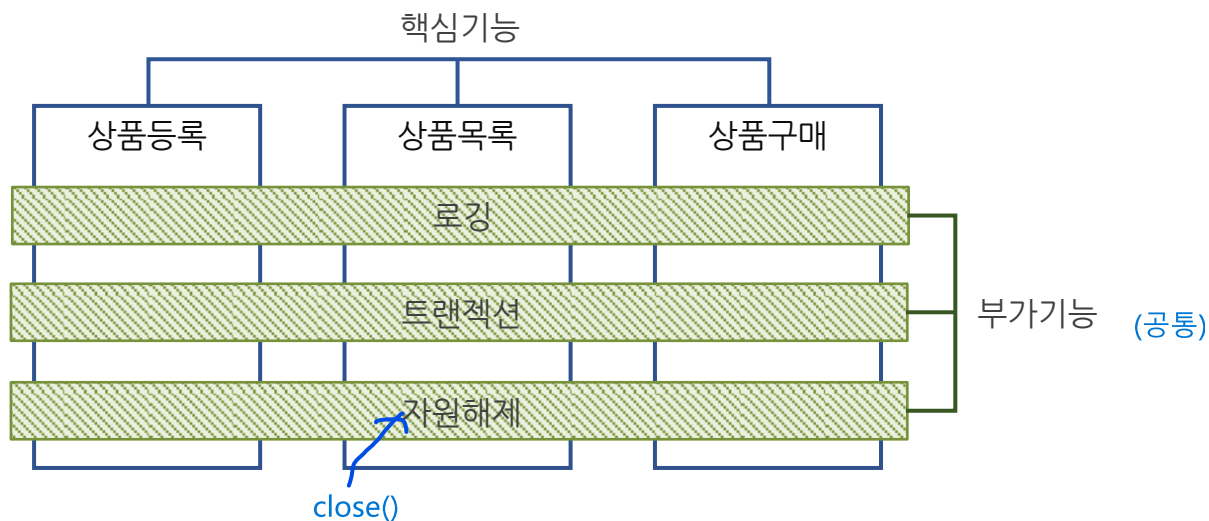 핵심기능
상품등록 상품목록 상품구매
로깅
트랜젝션
부가기능 (공통)
자원해제
close()